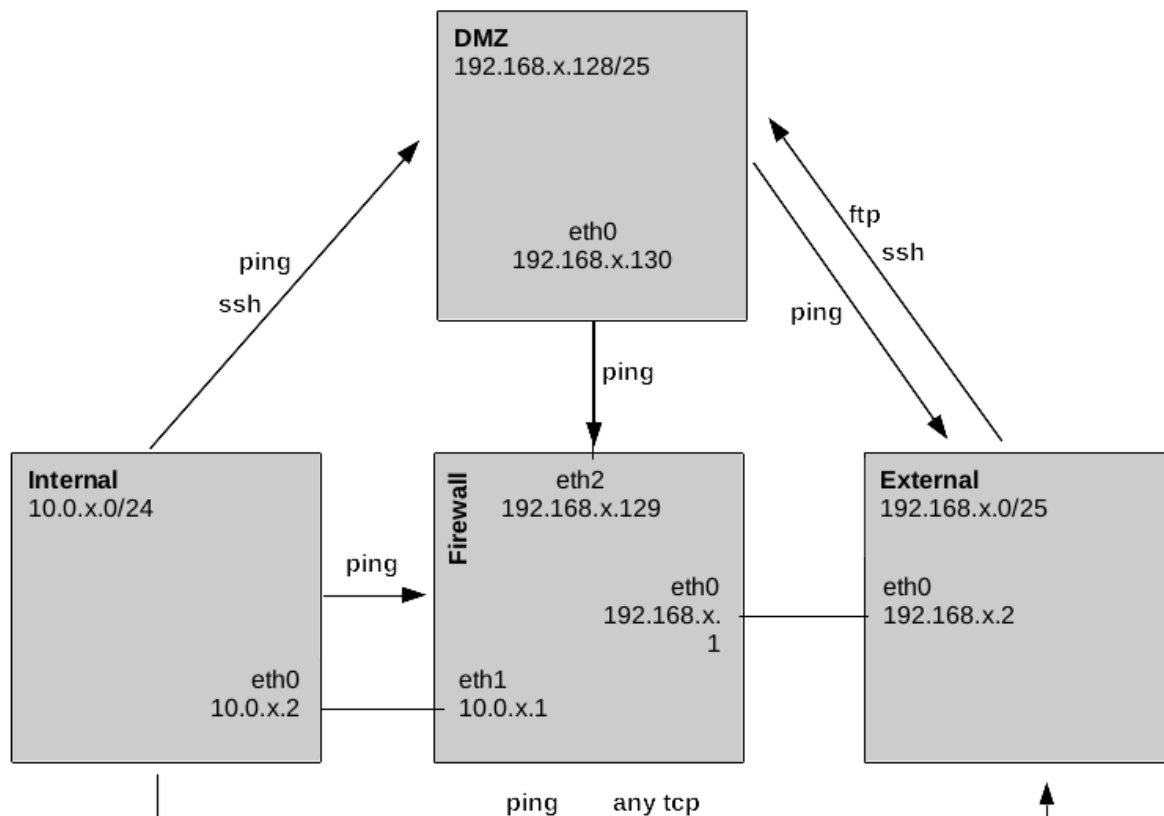 DMZ
192.168.x.128/25
eth0
192.168.x.130
ping
ssh
ftp
ssh
ping
ping
Internal
10.0.x.0/24
eth0
10.0.x.2
ping
Firewall
eth2
192.168.x.129
eth0
192.168.x.
1
eth1
10.0.x.1
External
192.168.x.0/25
eth0
192.168.x.2
ping any tcp